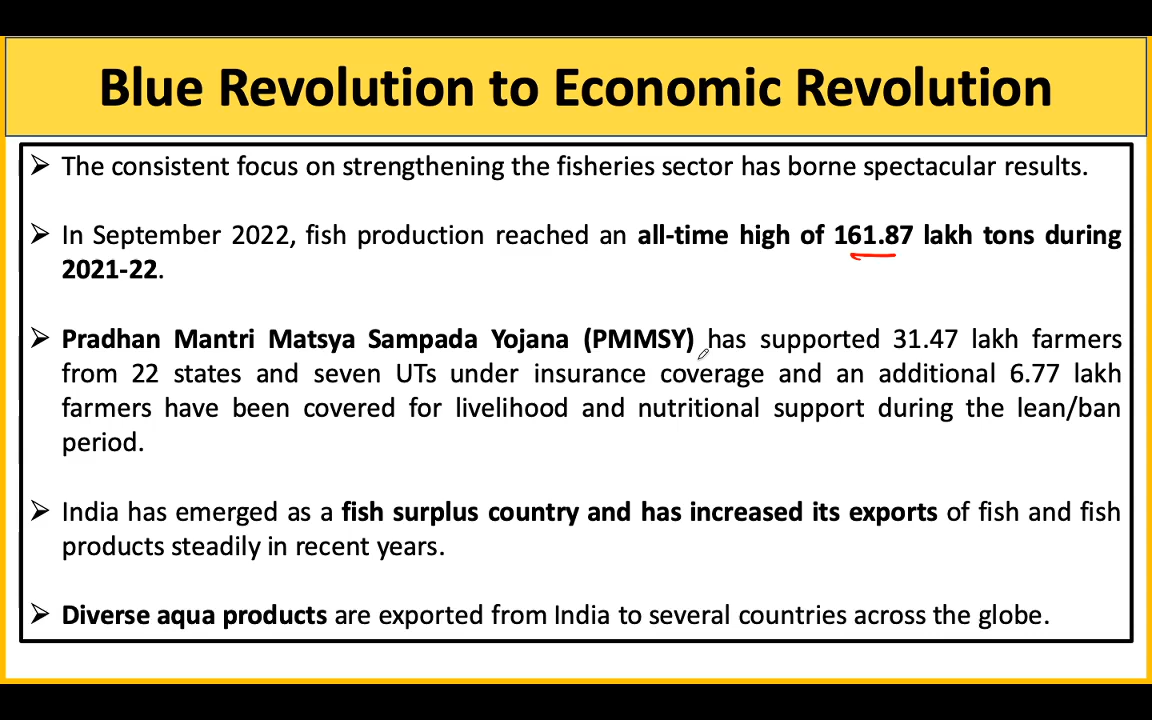 Blue Revolution to Economic Revolution
➢ The consistent focus on strengthening the fisheries sector has borne spectacular results.
➢ In September 2022, fish production reached an all-time high of 161.87 lakh tons during
2021-22.
➢ Pradhan Mantri Matsya Sampada Yojana (PMMSY) has supported 31.47 lakh farmers
from 22 states and seven UTs under insurance coverage and an additional 6.77 lakh
farmers have been covered for livelihood and nutritional support during the lean/ban
period.
➢ India has emerged as a fish surplus country and has increased its exports of fish and fish
products steadily in recent years.
➢ Diverse aqua products are exported from India to several countries across the globe.